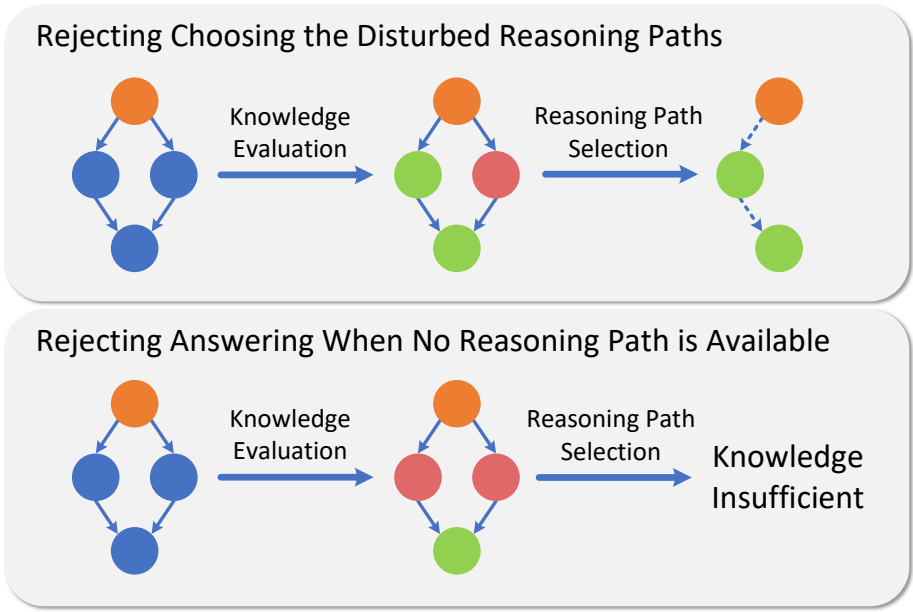 Rejecting Choosing the Disturbed Reasoning Paths
Knowledge
Evaluation
Reasoning Path
Selection
Rejecting Answering When No Reasoning Path is Available
Knowledge
Evaluation
Reasoning Path
Selection
Knowledge
Insufficient